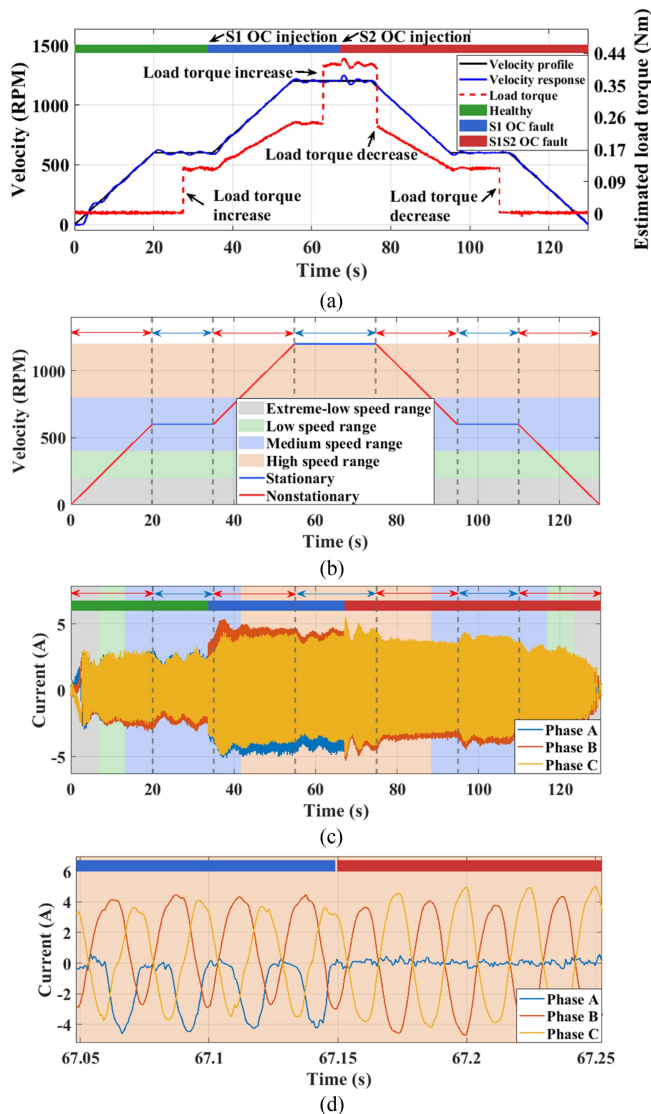 S1 OC injection S2 OC injection
1500
1000
500
0
Velocity (RPM)
Load torque increase
Load torque decrease
Load torque
increase
Load torque
decrease
Velocity profile
Velocity response
Load torque
Healthy
S1 OC fault
S1S2 OC fault
0.44
0.35
0.26
0.17
0.09
0
Estimated load torque (Nm)
0 20 40 60 80 100 120
Time (s)
(a)
1000
500
0
Velocity (RPM)
Extreme-low speed range
Low speed range
Medium speed range
High speed range
Stationary
Nonstationary
0 20 40 60 80 100 120
Time (s)
(b)
5
0
-5
Current (A)
Phase A
Phase B
Phase C
0 20 40 60 80 100 120
Time (s)
(c)
6
4
2
0
-2
-4
Current (A)
Phase A
Phase B
Phase C
67.05 67.1 67.15 67.2 67.25
Time (s)
(d)